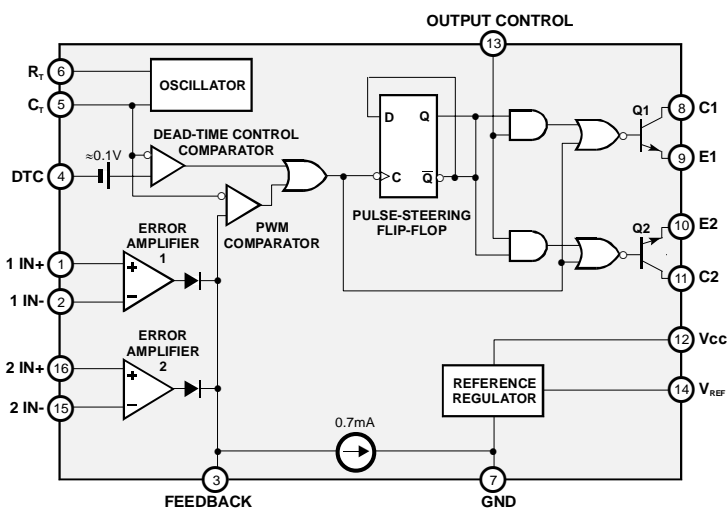 OUTPUT CONTROL
13
R_T 6
OSCILLATOR
C_T 5
D Q
Q1
8 C1
DEAD-TIME CONTROL
COMPARATOR
≈0.1V
9 E1
DTC 4
C Q̅
PULSE-STEERING
FLIP-FLOP
PWM
COMPARATOR
Q2
10 E2
11 C2
ERROR
AMPLIFIER
1
1 IN+ 1
+
1 IN- 2
−
12 Vcc
ERROR
AMPLIFIER
2
2 IN+ 16
+
2 IN- 15
−
REFERENCE
REGULATOR
14 V_REF
0.7mA
3
FEEDBACK
7
GND